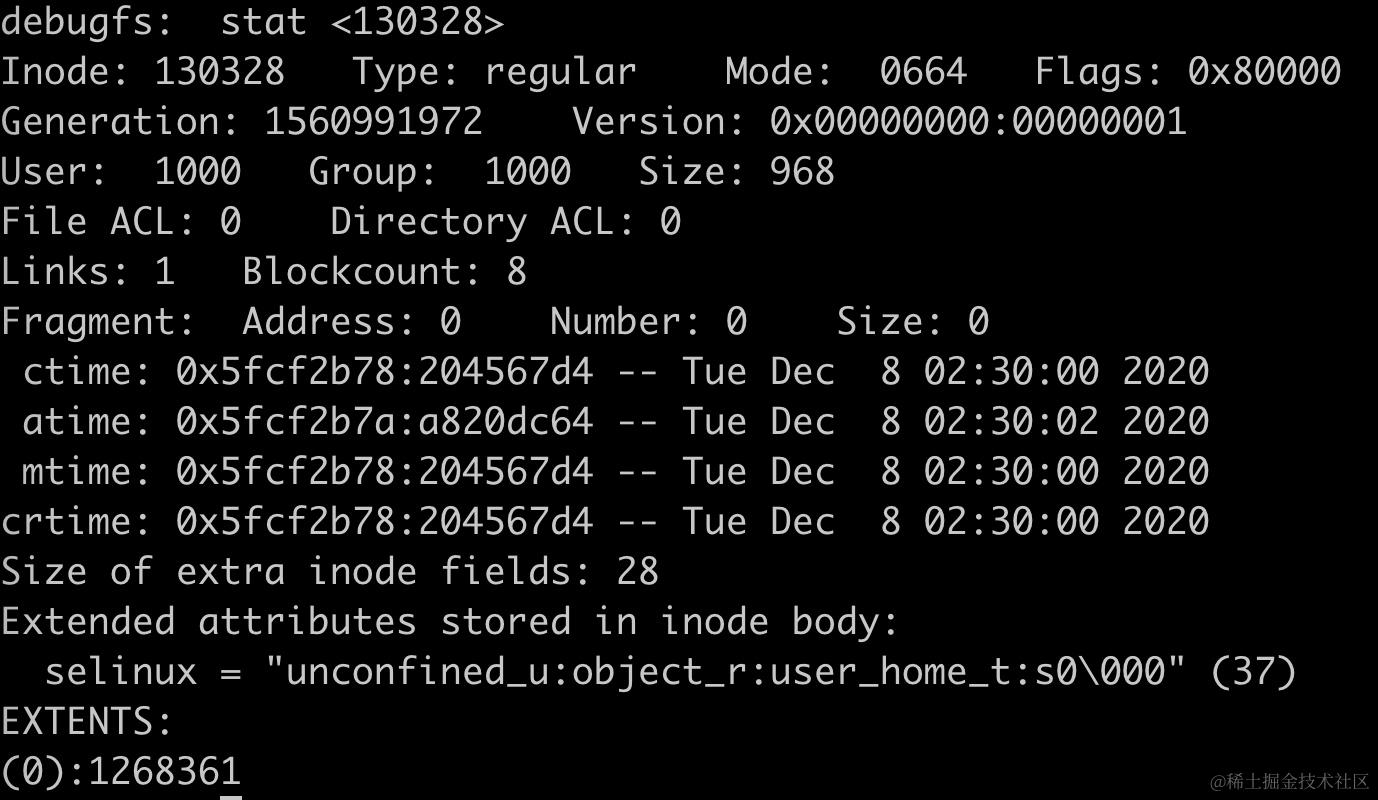 debugfs:  stat <130328>
Inode: 130328   Type: regular    Mode:  0664   Flags: 0x80000
Generation: 1560991972    Version: 0x00000000:00000001
User:  1000   Group:  1000   Size: 968
File ACL: 0    Directory ACL: 0
Links: 1   Blockcount: 8
Fragment:  Address: 0    Number: 0    Size: 0
 ctime: 0x5fcf2b78:204567d4 -- Tue Dec  8 02:30:00 2020
 atime: 0x5fcf2b7a:a820dc64 -- Tue Dec  8 02:30:02 2020
 mtime: 0x5fcf2b78:204567d4 -- Tue Dec  8 02:30:00 2020
crtime: 0x5fcf2b78:204567d4 -- Tue Dec  8 02:30:00 2020
Size of extra inode fields: 28
Extended attributes stored in inode body:
  selinux = "unconfined_u:object_r:user_home_t:s0\000" (37)
EXTENTS:
(0):1268361
@稀土掘金技术社区